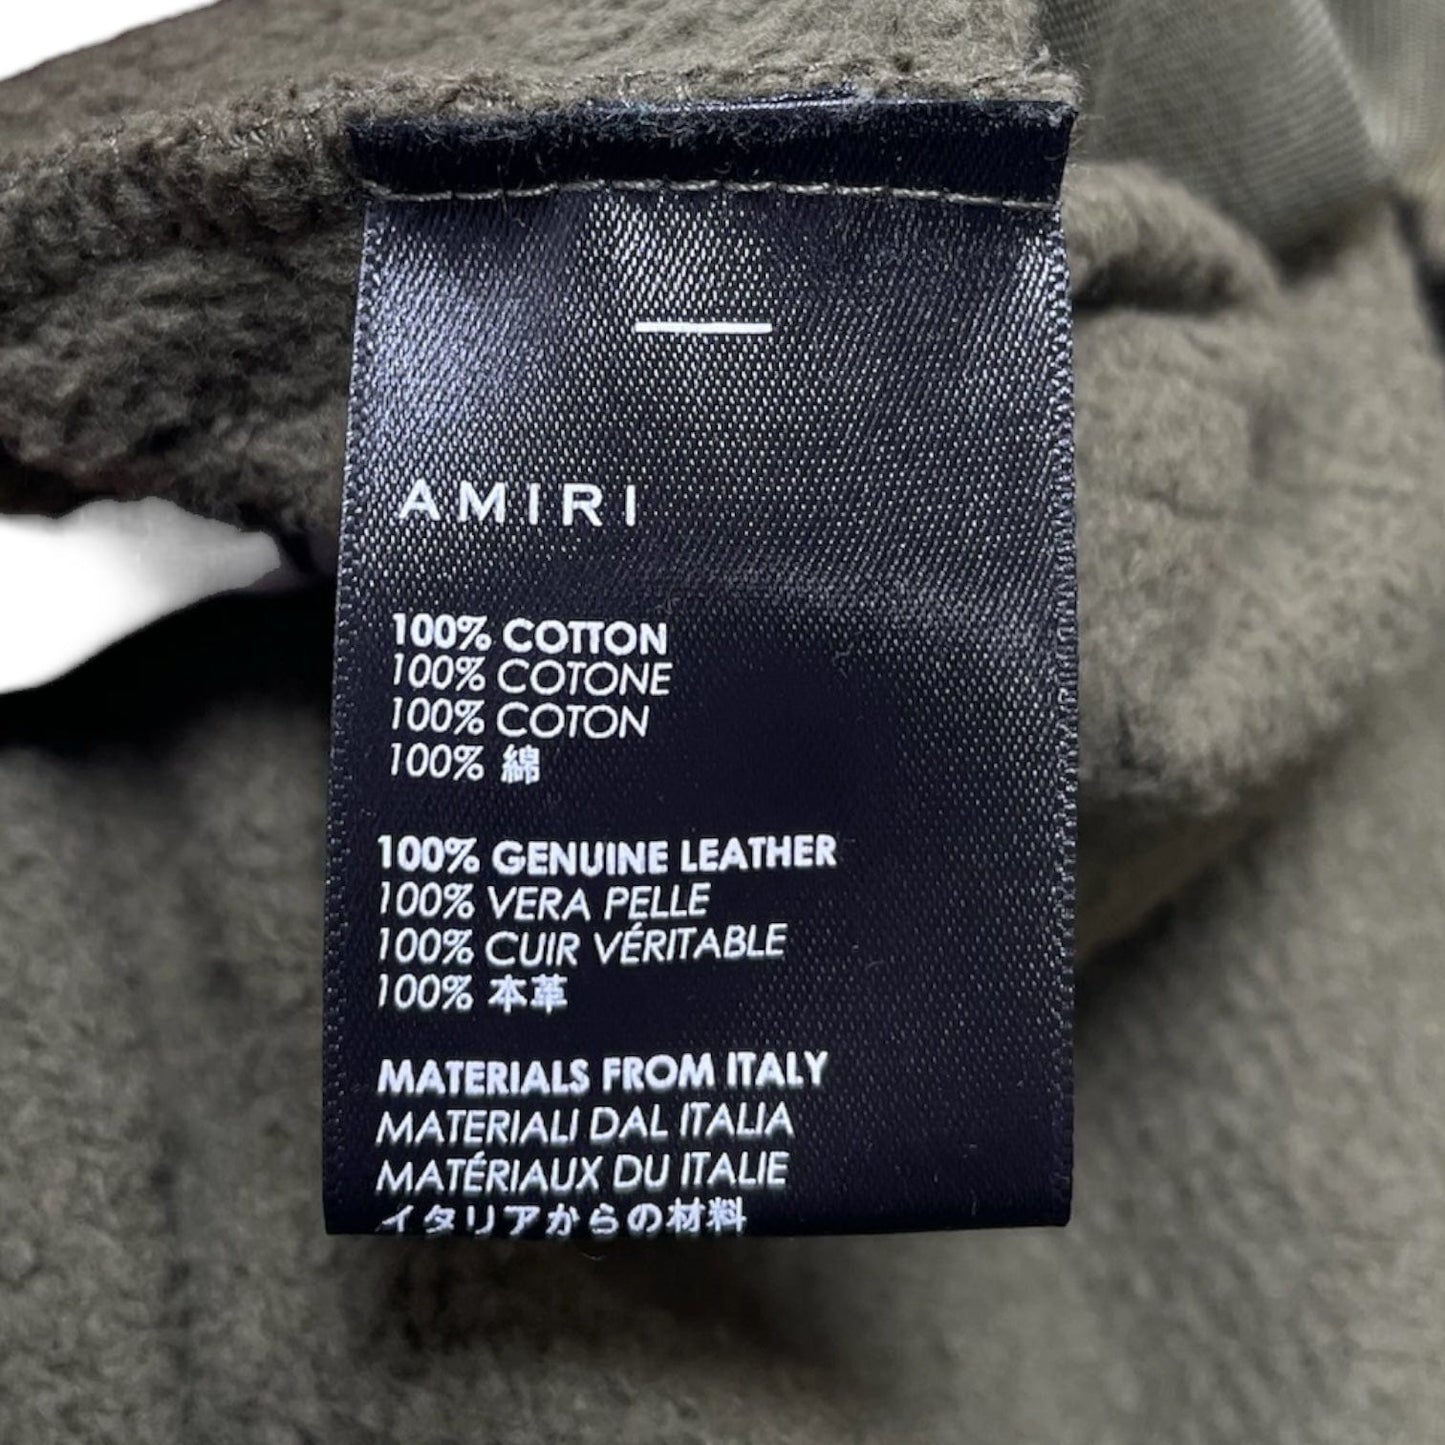 AMIRI
100% COTTON
100% COTONE
100% COTON
100% 綿
100% GENUINE LEATHER
100% VERA PELLE
100% CUIR VÉRITABLE
100% 本革
MATERIALS FROM ITALY
MATERIALI DAL ITALIA
MATÉRIAUX DU ITALIE
イタリアからの材料